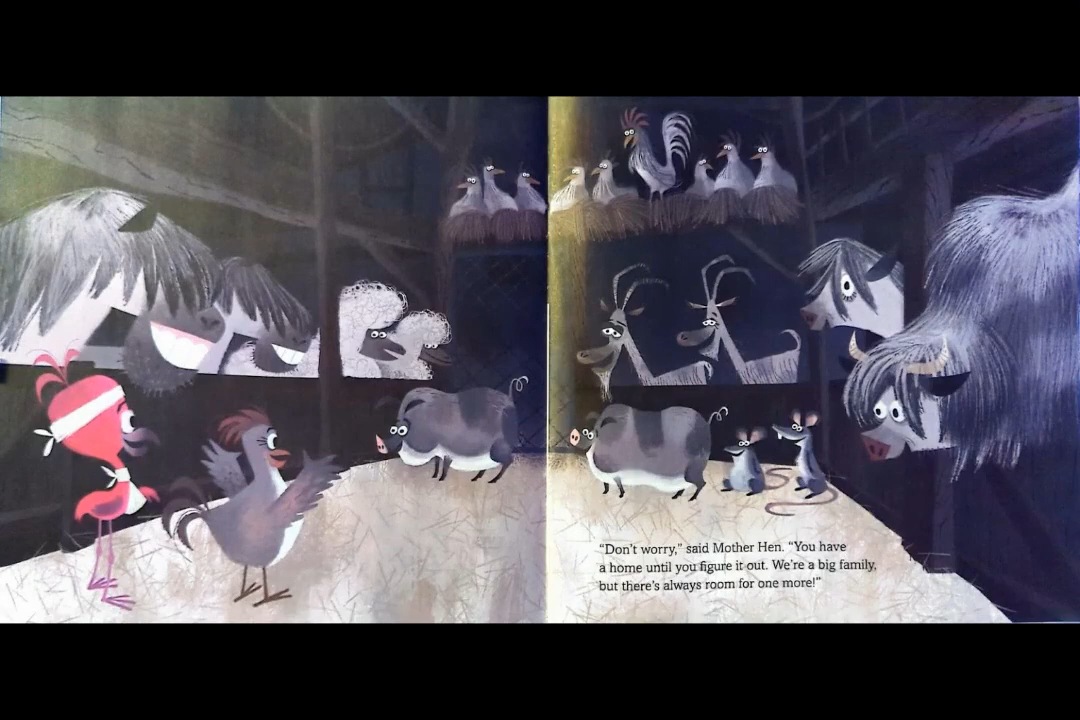 “Don’t worry,” said Mother Hen. “You have
a home until you figure it out. We’re a big family,
but there’s always room for one more!”